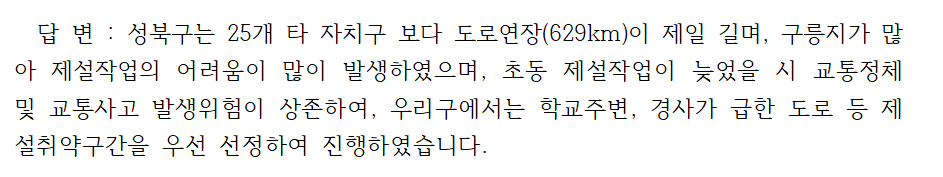 답 변 : 성북구는 25개 타 자치구 보다 도로연장(629km)이 제일 길며, 구릉지가 많
아 제설작업의 어려움이 많이 발생하였으며, 초동 제설작업이 늦었을 시 교통정체
및 교통사고 발생위험이 상존하여, 우리구에서는 학교주변, 경사가 급한 도로 등 제
설취약구간을 우선 선정하여 진행하였습니다.